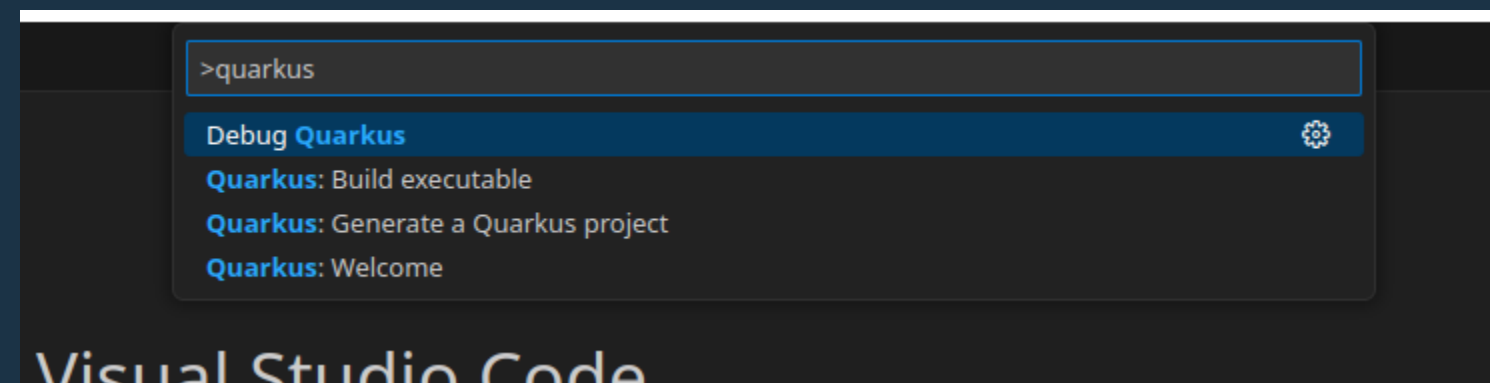 >quarkus
Debug Quarkus
Quarkus: Build executable
Quarkus: Generate a Quarkus project
Quarkus: Welcome
Visual Studio Code